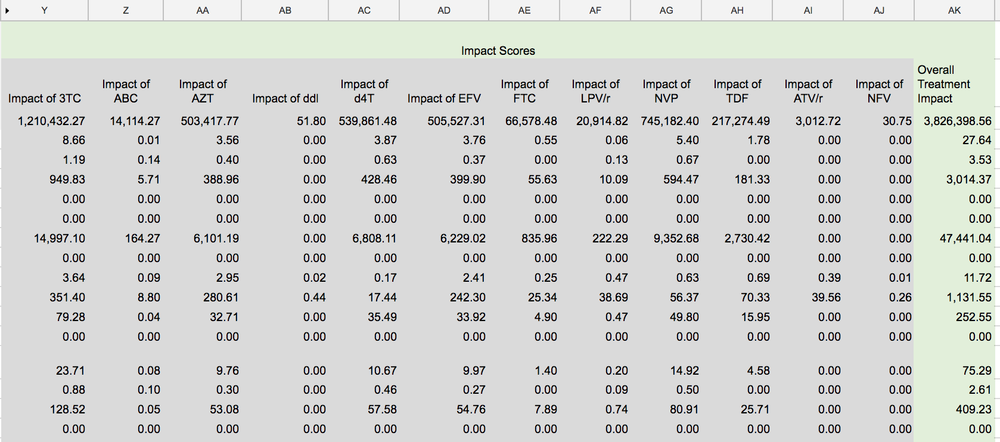 Y Z AA AB AC AD AE AF AG AH AI AJ AK
Impact Scores
Impact of 3TC Impact of ABC Impact of AZT Impact of ddI Impact of d4T Impact of EFV Impact of FTC Impact of LPV/r Impact of NVP Impact of TDF Impact of ATV/r Impact of NFV Overall Treatment Impact
1,210,432.27 14,114.27 503,417.77 51.80 539,861.48 505,527.31 66,578.48 20,914.82 745,182.40 217,274.49 3,012.72 30.75 3,826,398.56
8.66 0.01 3.56 0.00 3.87 3.76 0.55 0.06 5.40 1.78 0.00 0.00 27.64
1.19 0.14 0.40 0.00 0.63 0.37 0.00 0.13 0.67 0.00 0.00 0.00 3.53
949.83 5.71 388.96 0.00 428.46 399.90 55.63 10.09 594.47 181.33 0.00 0.00 3,014.37
0.00 0.00 0.00 0.00 0.00 0.00 0.00 0.00 0.00 0.00 0.00 0.00 0.00
0.00 0.00 0.00 0.00 0.00 0.00 0.00 0.00 0.00 0.00 0.00 0.00 0.00
14,997.10 164.27 6,101.19 0.00 6,808.11 6,229.02 835.96 222.29 9,352.68 2,730.42 0.00 0.00 47,441.04
0.00 0.00 0.00 0.00 0.00 0.00 0.00 0.00 0.00 0.00 0.00 0.00 0.00
3.64 0.09 2.95 0.02 0.17 2.41 0.25 0.47 0.63 0.69 0.39 0.01 11.72
351.40 8.80 280.61 0.44 17.44 242.30 25.34 38.69 56.37 70.33 39.56 0.26 1,131.55
79.28 0.04 32.71 0.00 35.49 33.92 4.90 0.47 49.80 15.95 0.00 0.00 252.55
0.00 0.00 0.00 0.00 0.00 0.00 0.00 0.00 0.00 0.00 0.00 0.00 0.00
23.71 0.08 9.76 0.00 10.67 9.97 1.40 0.20 14.92 4.58 0.00 0.00 75.29
0.88 0.10 0.30 0.00 0.46 0.27 0.00 0.09 0.50 0.00 0.00 0.00 2.61
128.52 0.05 53.08 0.00 57.58 54.76 7.89 0.74 80.91 25.71 0.00 0.00 409.23
0.00 0.00 0.00 0.00 0.00 0.00 0.00 0.00 0.00 0.00 0.00 0.00 0.00